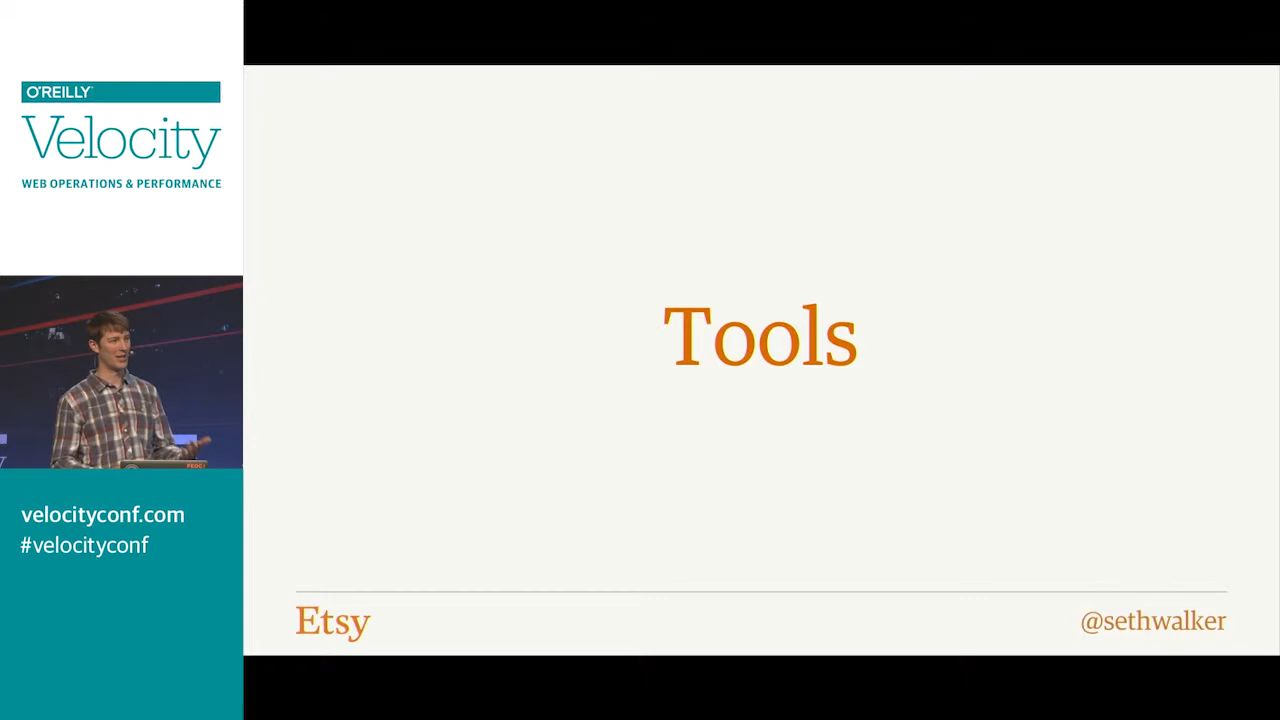 O'REILLY
Velocity
WEB OPERATIONS & PERFORMANCE
velocityconf.com
#velocityconf
Tools
Etsy
@sethwalker